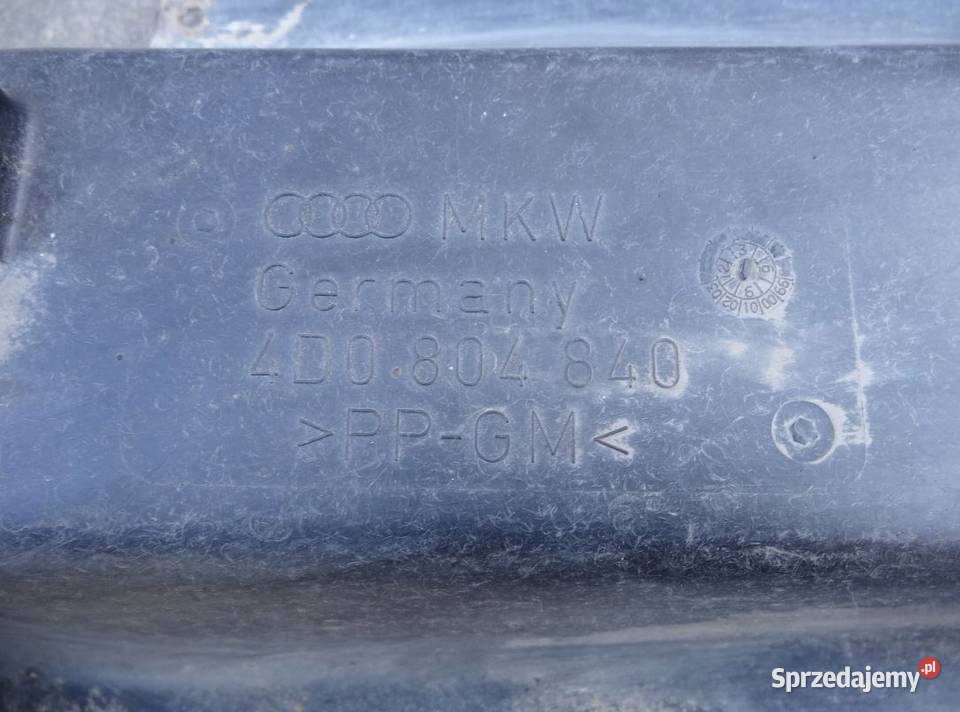 MKW
Germany
4D0 804 840
>PP-GM<
Sprzedajemy.pl